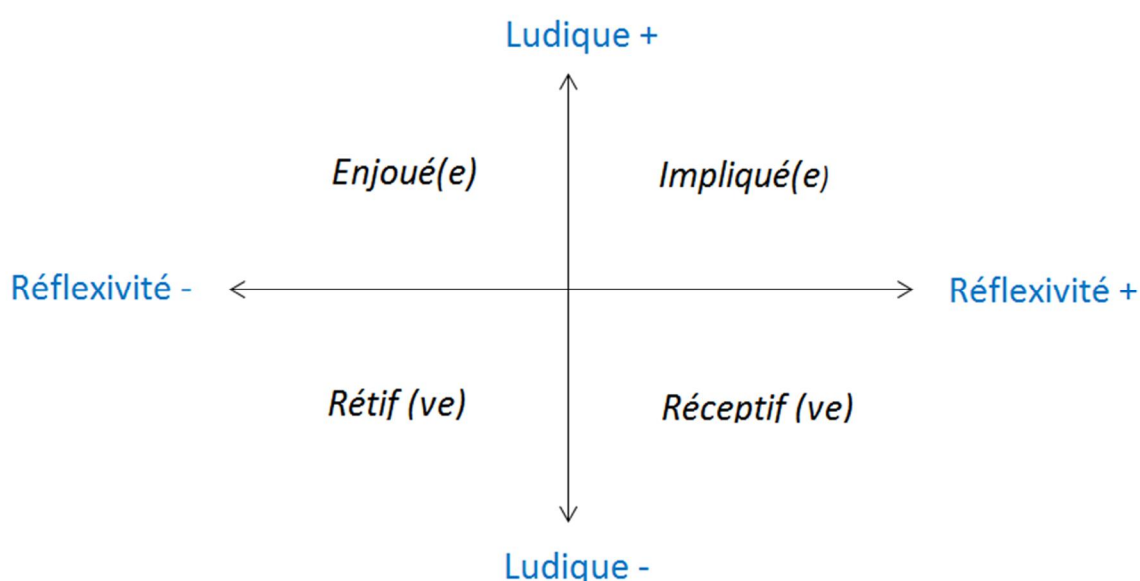 Ludique +
Enjoué(e)
Impliqué(e)
Réflexivité -
Réflexivité +
Rétif (ve)
Réceptif (ve)
Ludique -